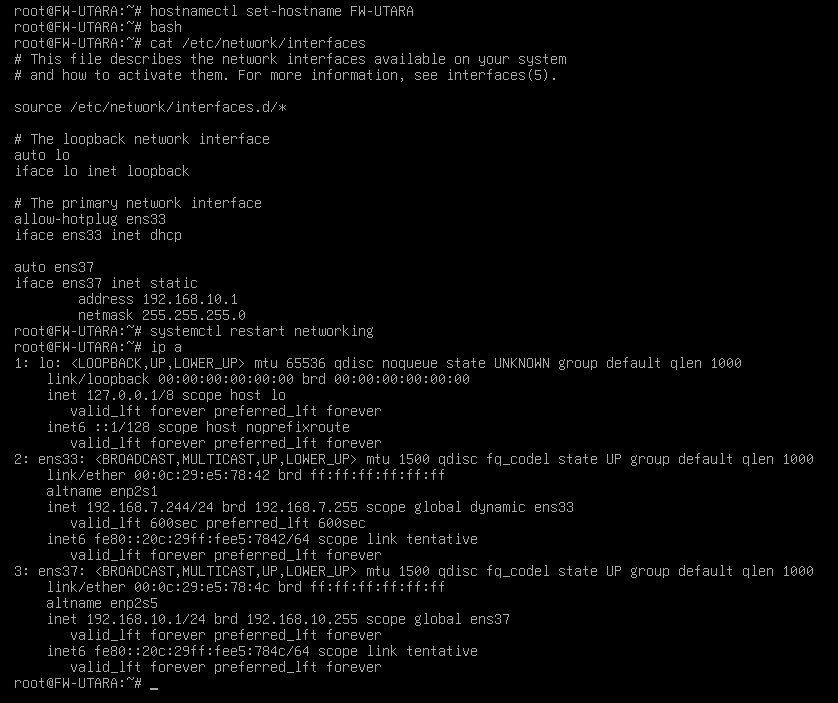 root@FW-UTARA:~# hostnamectl set-hostname FW-UTARA
root@FW-UTARA:~# bash
root@FW-UTARA:~# cat /etc/network/interfaces
# This file describes the network interfaces available on your system
# and how to activate them. For more information, see interfaces(5).

source /etc/network/interfaces.d/*

# The loopback network interface
auto lo
iface lo inet loopback

# The primary network interface
allow-hotplug ens33
iface ens33 inet dhcp

auto ens37
iface ens37 inet static
        address 192.168.10.1
        netmask 255.255.255.0
root@FW-UTARA:~# systemctl restart networking
root@FW-UTARA:~# ip a
1: lo: <LOOPBACK,UP,LOWER_UP> mtu 65536 qdisc noqueue state UNKNOWN group default qlen 1000
    link/loopback 00:00:00:00:00:00 brd 00:00:00:00:00:00
    inet 127.0.0.1/8 scope host lo
       valid_lft forever preferred_lft forever
    inet6 ::1/128 scope host noprefixroute
       valid_lft forever preferred_lft forever
2: ens33: <BROADCAST,MULTICAST,UP,LOWER_UP> mtu 1500 qdisc fq_codel state UP group default qlen 1000
    link/ether 00:0c:29:e5:78:42 brd ff:ff:ff:ff:ff:ff
    altname enp2s1
    inet 192.168.7.244/24 brd 192.168.7.255 scope global dynamic ens33
       valid_lft 600sec preferred_lft 600sec
    inet6 fe80::20c:29ff:fee5:7842/64 scope link tentative
       valid_lft forever preferred_lft forever
3: ens37: <BROADCAST,MULTICAST,UP,LOWER_UP> mtu 1500 qdisc fq_codel state UP group default qlen 1000
    link/ether 00:0c:29:e5:78:4c brd ff:ff:ff:ff:ff:ff
    altname enp2s5
    inet 192.168.10.1/24 brd 192.168.10.255 scope global ens37
       valid_lft forever preferred_lft forever
    inet6 fe80::20c:29ff:fee5:784c/64 scope link tentative
       valid_lft forever preferred_lft forever
root@FW-UTARA:~# _